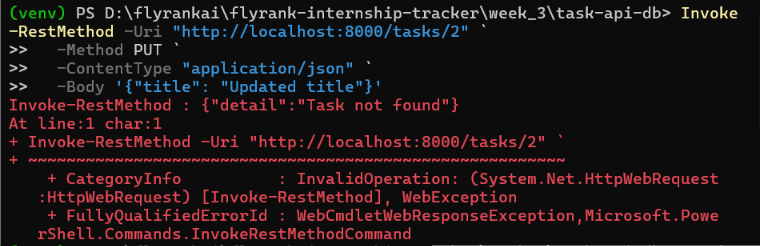 (venv) PS D:\flyrankai\flyrank-internship-tracker\week_3\task-api-db> Invoke
-RestMethod -Uri "http://localhost:8000/tasks/2" `
>>   -Method PUT `
>>   -ContentType "application/json" `
>>   -Body '{"title": "Updated title"}'
Invoke-RestMethod : {"detail":"Task not found"}
At line:1 char:1
+ Invoke-RestMethod -Uri "http://localhost:8000/tasks/2" `
+ ~~~~~~~~~~~~~~~~~~~~~~~~~~~~~~~~~~~~~~~~~~~~~~~~~~~~~~
    + CategoryInfo          : InvalidOperation: (System.Net.HttpWebRequest
   :HttpWebRequest) [Invoke-RestMethod], WebException
    + FullyQualifiedErrorId : WebCmdletWebResponseException,Microsoft.Powe
   rShell.Commands.InvokeRestMethodCommand